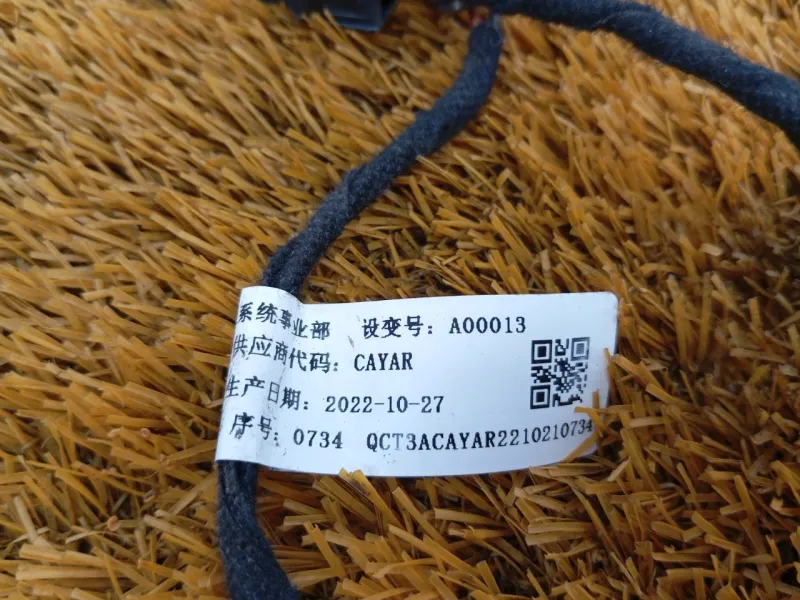 系统事业部 设变号: A00013
供应商代码: CAYAR
生产日期: 2022-10-27
序号: 0734 QCT3ACAYAR2210210734